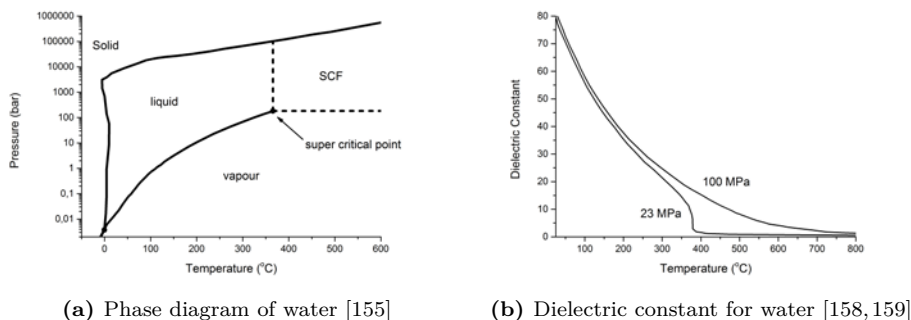 1000000
100000
10000
1000
100
10
1
0,1
0,01
Pressure (bar)
Solid
liquid
SCF
super critical point
vapour
0 100 200 300 400 500 600
Temperature (°C)
(a) Phase diagram of water [155]
80
70
60
50
40
30
20
10
0
Dielectric Constant
100 MPa
23 MPa
100 200 300 400 500 600 700 800
Temperature (°C)
(b) Dielectric constant for water [158,159]